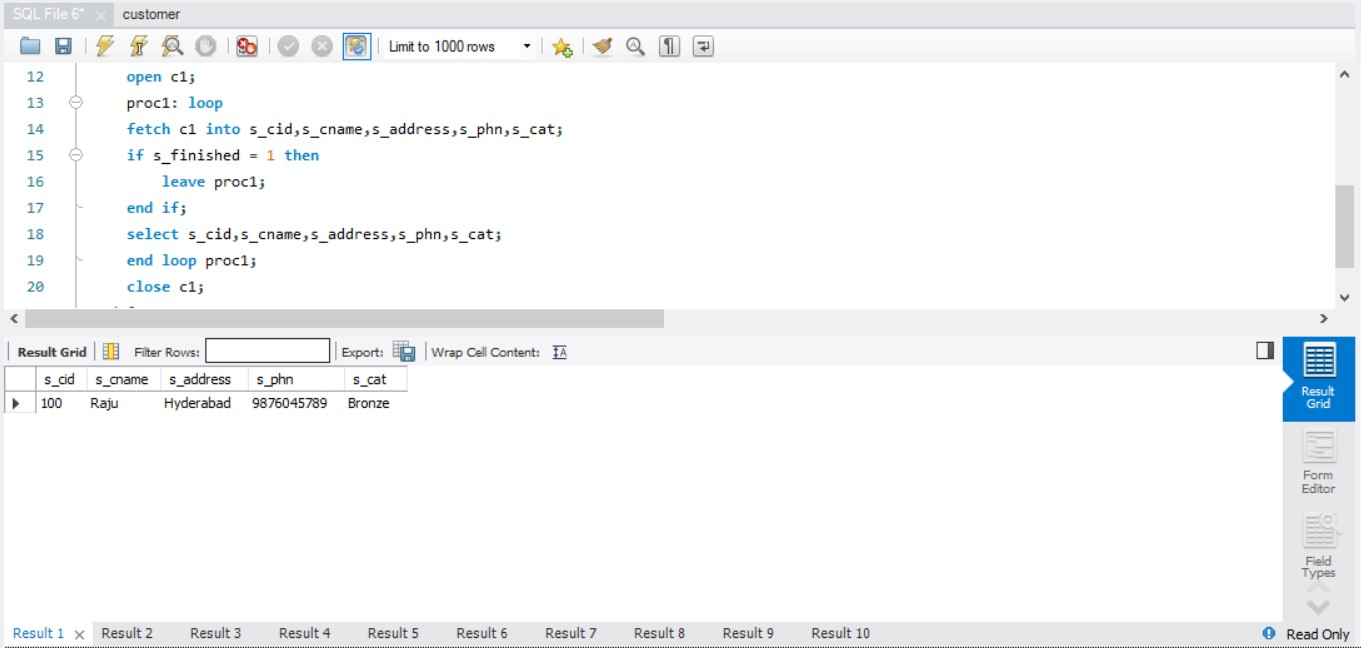 SQL File 6* customer
Limit to 1000 rows
12 open c1;
13 proc1: loop
14 fetch c1 into s_cid,s_cname,s_address,s_phn,s_cat;
15 if s_finished = 1 then
16 leave proc1;
17 end if;
18 select s_cid,s_cname,s_address,s_phn,s_cat;
19 end loop proc1;
20 close c1;
Result Grid Filter Rows: Export: Wrap Cell Content:
s_cid s_cname s_address s_phn s_cat
100 Raju Hyderabad 9876045789 Bronze
Result
Grid
Form
Editor
Field
Types
Result 1 Result 2 Result 3 Result 4 Result 5 Result 6 Result 7 Result 8 Result 9 Result 10 Read Only